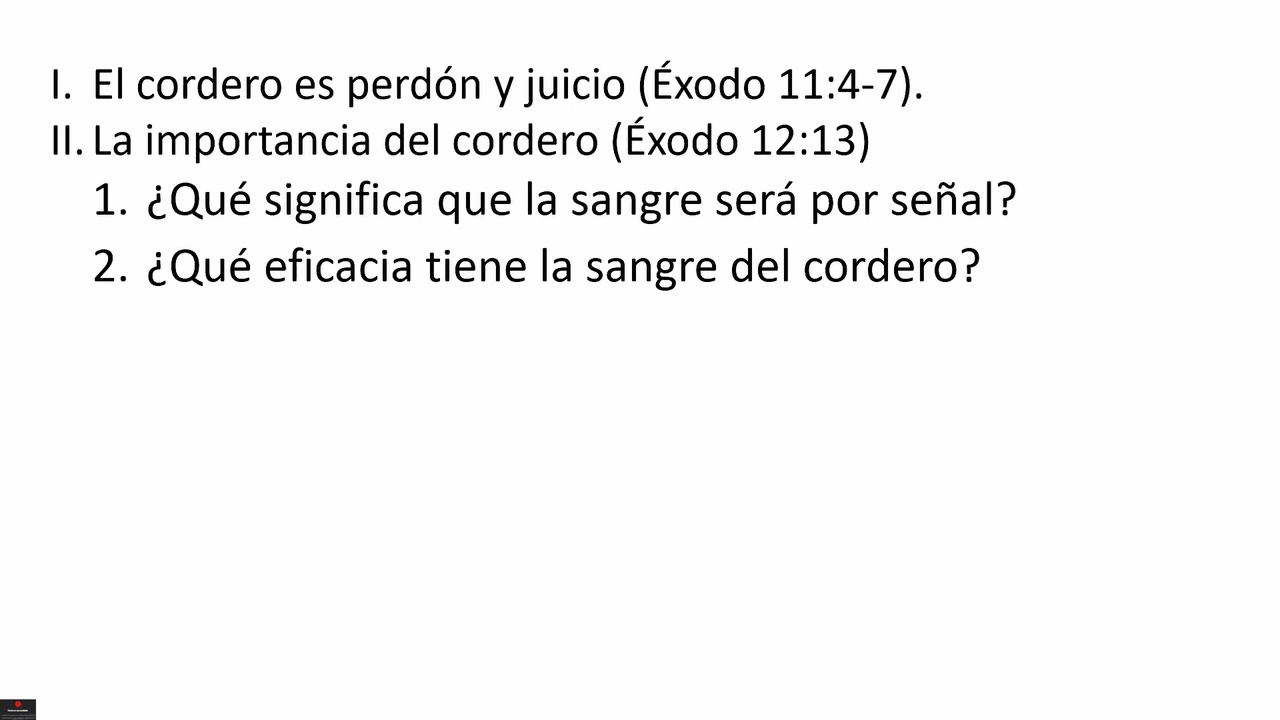 I. El cordero es perdón y juicio (Éxodo 11:4-7).
II. La importancia del cordero (Éxodo 12:13)
1. ¿Qué significa que la sangre será por señal?
2. ¿Qué eficacia tiene la sangre del cordero?